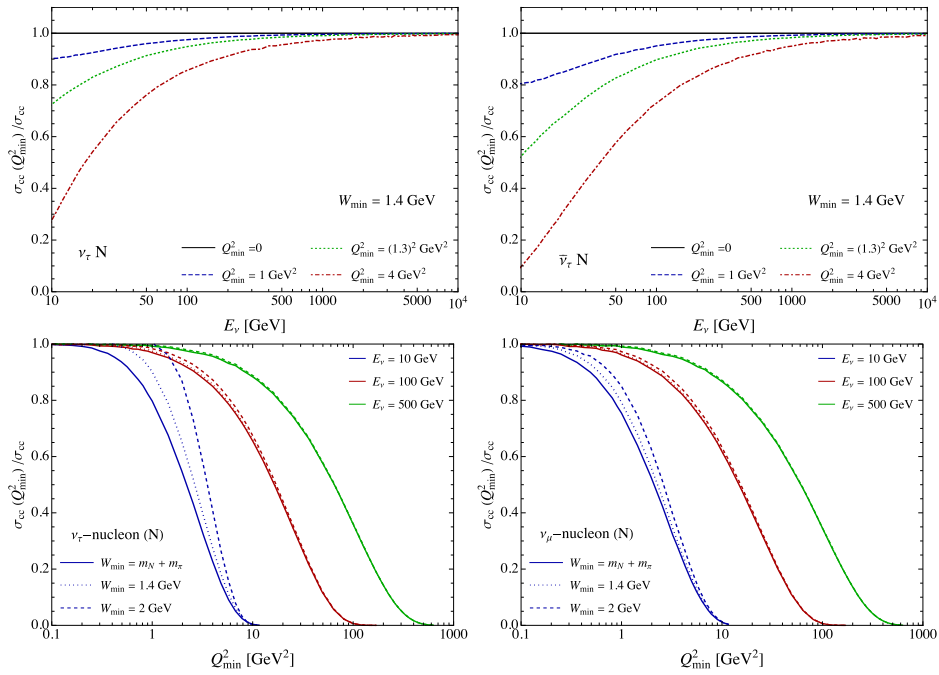 1.0
0.8
0.6
0.4
0.2
0.0
σcc (Q²min) /σcc
Wmin = 1.4 GeV
ντ N
Q²min =0
Q²min = (1.3)² GeV²
Q²min = 1 GeV²
Q²min = 4 GeV²
10 50 100 500 1000 10⁴
Eν [GeV]
1.0
0.8
0.6
0.4
0.2
0.0
σcc (Q²min) /σcc
Wmin = 1.4 GeV
ν̄τ N
Q²min =0
Q²min = (1.3)² GeV²
Q²min = 1 GeV²
Q²min = 4 GeV²
10 50 100 500 1000 10⁴
Eν [GeV]
1.0
0.8
0.6
0.4
0.2
0.0
σcc (Q²min) /σcc
Eν = 10 GeV
Eν = 100 GeV
Eν = 500 GeV
ντ−nucleon (N)
Wmin = mN + mπ
Wmin = 1.4 GeV
Wmin = 2 GeV
0.1 1 10 100 1000
Q²min [GeV²]
1.0
0.8
0.6
0.4
0.2
0.0
σcc (Q²min) /σcc
Eν = 10 GeV
Eν = 100 GeV
Eν = 500 GeV
νμ−nucleon (N)
Wmin = mN + mπ
Wmin = 1.4 GeV
Wmin = 2 GeV
0.1 1 10 100 1000
Q²min [GeV²]